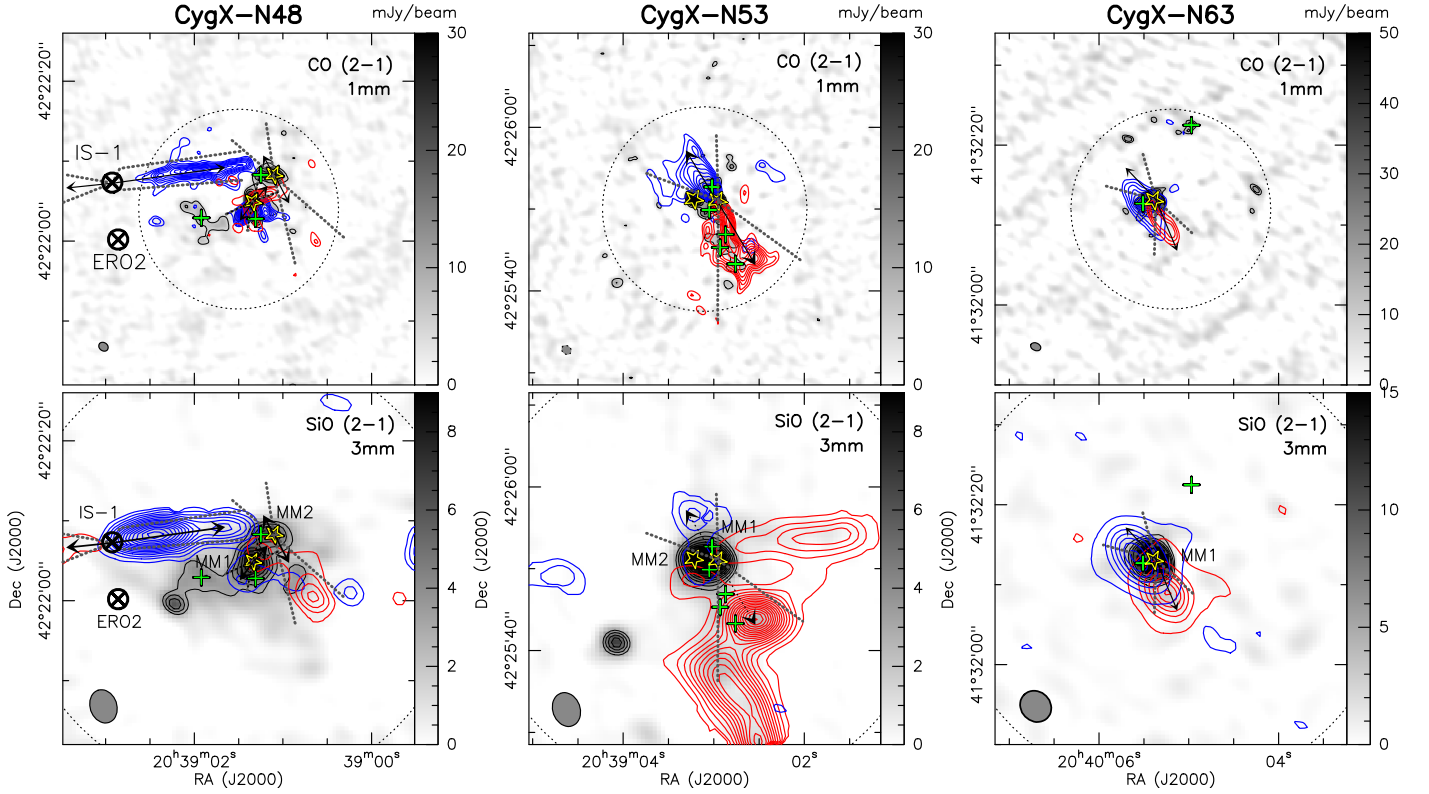 CygX-N48 mJy/beam CygX-N53 mJy/beam CygX-N63 mJy/beam
CO (2-1)
1mm
IS-1
ERO2
42°22'20"
42°22'00"
30
20
10
0
CO (2-1)
1mm
42°26'00"
42°25'40"
30
20
10
0
CO (2-1)
1mm
41°32'20"
41°32'00"
50
40
30
20
10
0
SiO (2-1)
3mm
IS-1
MM2
MM1
ERO2
42°22'20"
42°22'00"
Dec (J2000)
8
6
4
2
0
20ʰ39ᵐ02ˢ 39ᵐ00ˢ
RA (J2000)
SiO (2-1)
3mm
MM1
MM2
42°26'00"
42°25'40"
Dec (J2000)
8
6
4
2
0
20ʰ39ᵐ04ˢ 02ˢ
RA (J2000)
SiO (2-1)
3mm
MM1
41°32'20"
41°32'00"
Dec (J2000)
15
10
5
0
20ʰ40ᵐ06ˢ 04ˢ
RA (J2000)